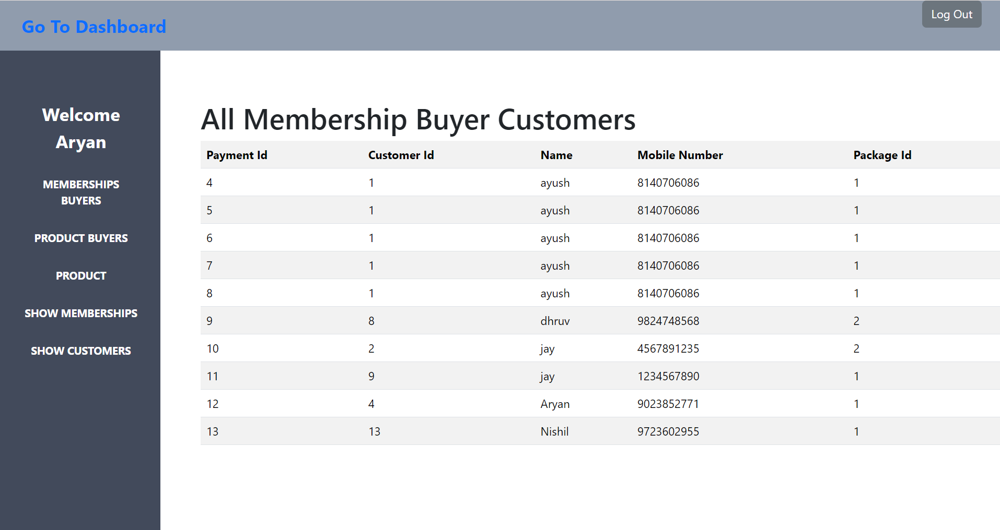 Go To Dashboard
Log Out
Welcome
Aryan
MEMBERSHIPS
BUYERS
PRODUCT BUYERS
PRODUCT
SHOW MEMBERSHIPS
SHOW CUSTOMERS
All Membership Buyer Customers
Payment Id Customer Id Name Mobile Number Package Id
4 1 ayush 8140706086 1
5 1 ayush 8140706086 1
6 1 ayush 8140706086 1
7 1 ayush 8140706086 1
8 1 ayush 8140706086 1
9 8 dhruv 9824748568 2
10 2 jay 4567891235 2
11 9 jay 1234567890 1
12 4 Aryan 9023852771 1
13 13 Nishil 9723602955 1